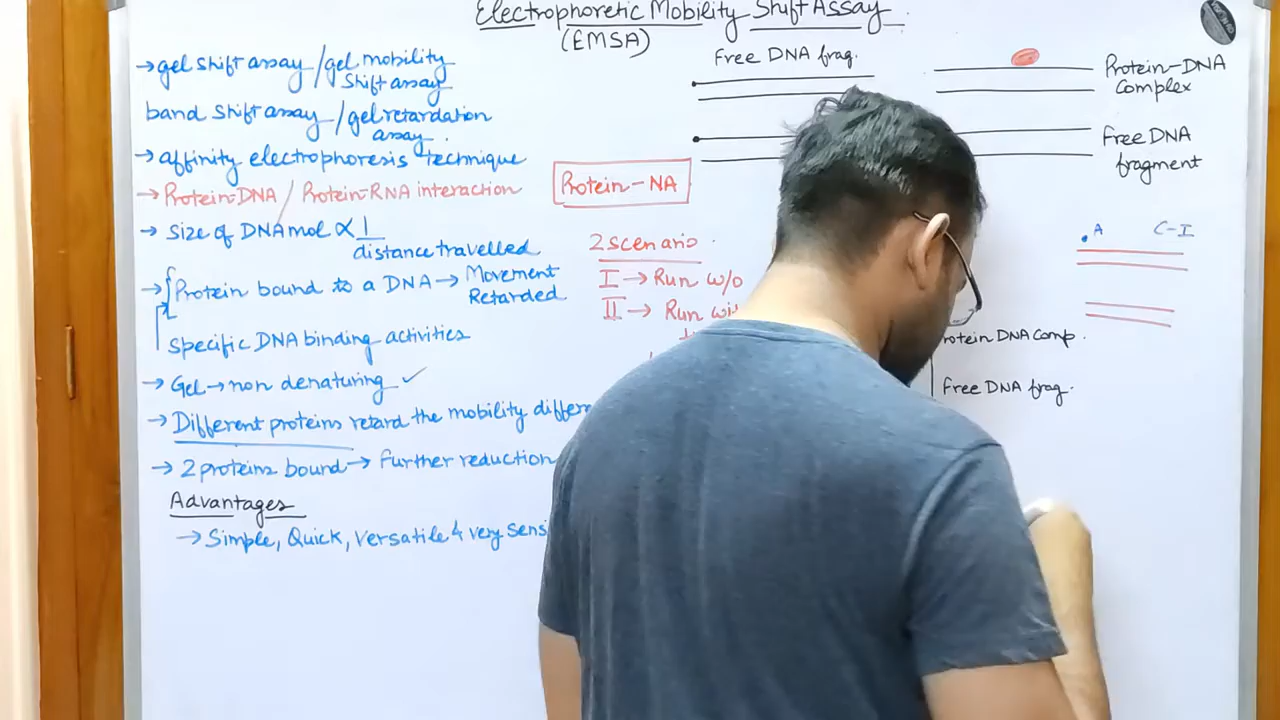 Electrophoretic Mobility Shift Assay
(EMSA)
→ gel shift assay / gel mobility
shift assay
band shift assay / gel retardation
assay
→ affinity electrophoresis technique
→ Protein-DNA / Protein-RNA interaction
→ Size of DNA mol ∝ 1
distance travelled
→ Protein bound to a DNA → Movement
Retarded
specific DNA binding activities
→ Gel → non denaturing ✓
→ Different proteins retard the mobility
→ 2 proteins bound → further reduction
Advantages
→ Simple, Quick, Versatile & very
Free DNA frag.
Protein-NA
2 scenario
I → Run w/o
II → Run
Protein-DNA
complex
Free DNA
fragment
A C-I
DNA comp.
Free DNA frag.